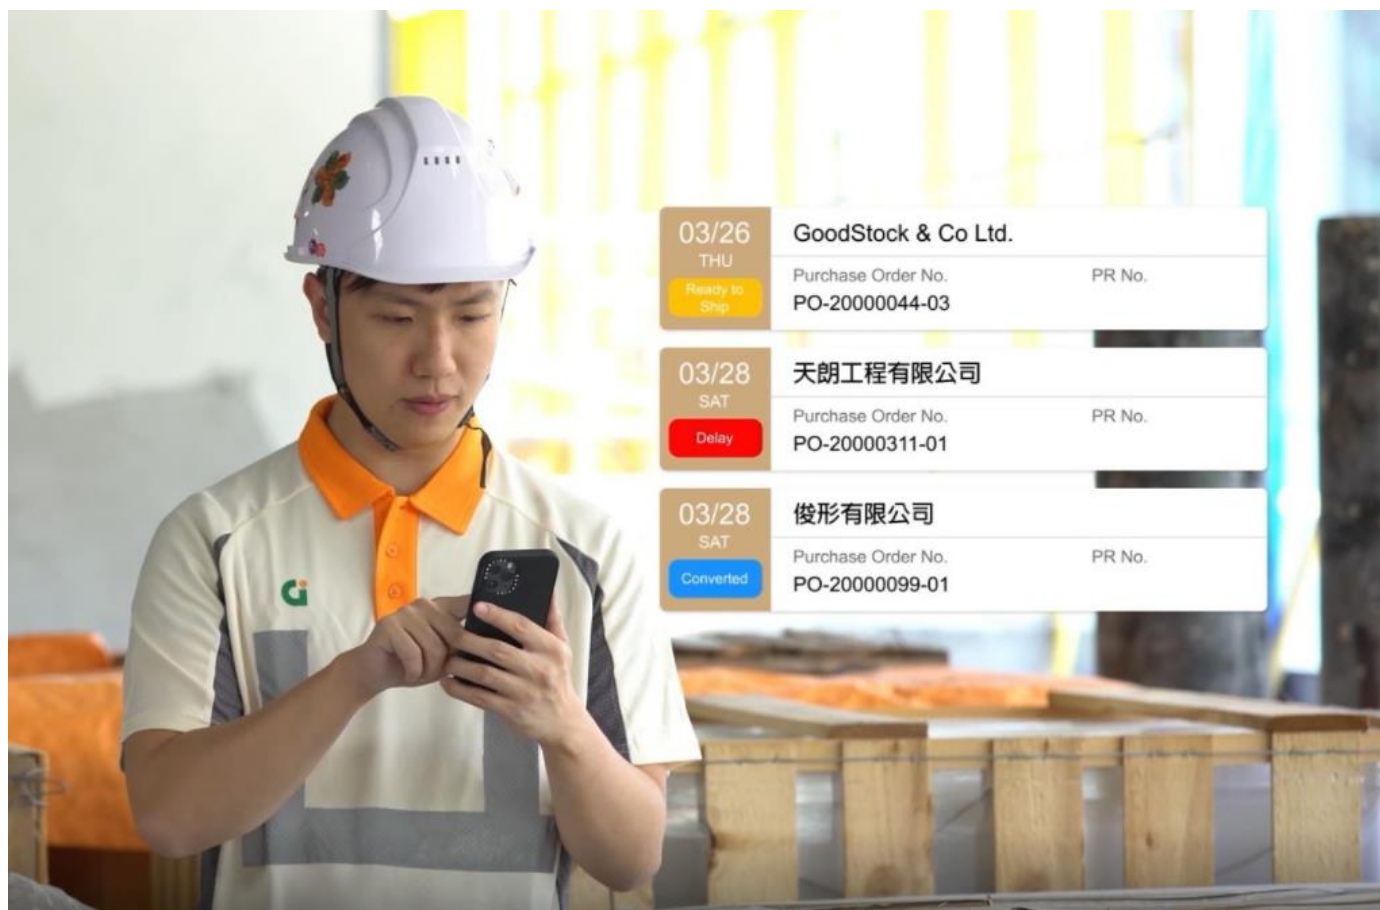 03/26
THU
Ready to
Ship
GoodStock & Co Ltd.
Purchase Order No.
PR No.
PO-20000044-03
03/28
SAT
Delay
天朗工程有限公司
Purchase Order No.
PR No.
PO-20000311-01
03/28
SAT
Converted
俊形有限公司
Purchase Order No.
PR No.
PO-20000099-01